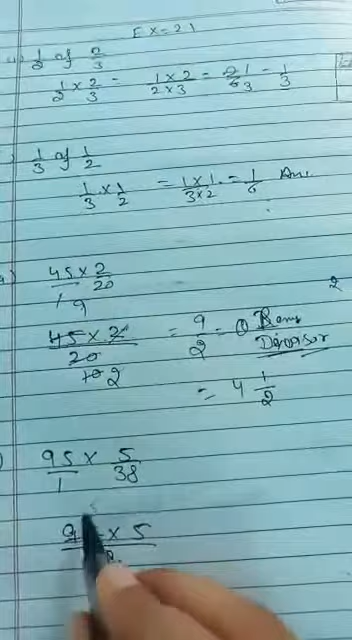 Ex=21
1/2 of 2/3
1/2 × 2/3 = 1×2/2×3 = 2/6 1/3 = 1/3
1/3 of 1/2
1/3 × 1/2 = 1×1/3×2 = 1/6 Ans.
45/1 × 2/20
9
45 × 2/20 = 9/2 = Q Rem/Divisor
10 2
= 4 1/2
95/1 × 5/38
× 5
2